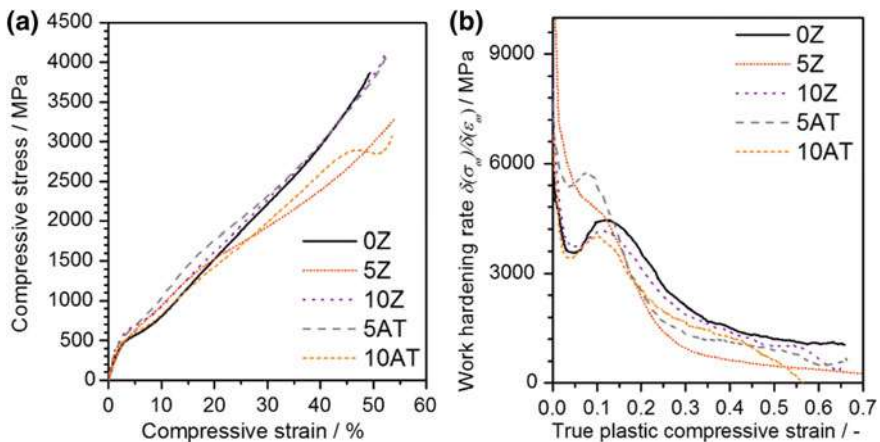 (a)
Compressive stress / MPa
4500
4000
3500
3000
2500
2000
1500
1000
500
0
0Z
5Z
10Z
5AT
10AT
0 10 20 30 40 50 60
Compressive strain / %
(b)
Work hardening rate δ(σω)/δ(εω) / MPa
9000
6000
3000
0
0Z
5Z
10Z
5AT
10AT
0.0 0.1 0.2 0.3 0.4 0.5 0.6 0.7
True plastic compressive strain / -